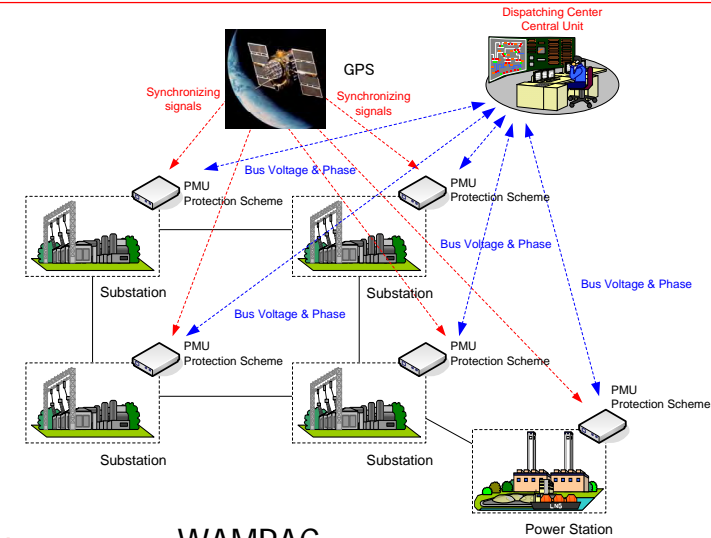 Dispatching Center
Central Unit
GPS
Synchronizing
signals
Synchronizing
signals
Bus Voltage & Phase
PMU
Protection Scheme
PMU
Protection Scheme
Bus Voltage & Phase
Bus Voltage & Phase
Substation
Substation
Bus Voltage & Phase
PMU
Protection Scheme
PMU
Protection Scheme
PMU
Protection Scheme
Substation
Substation
LNG
Power Station
WAMPAC